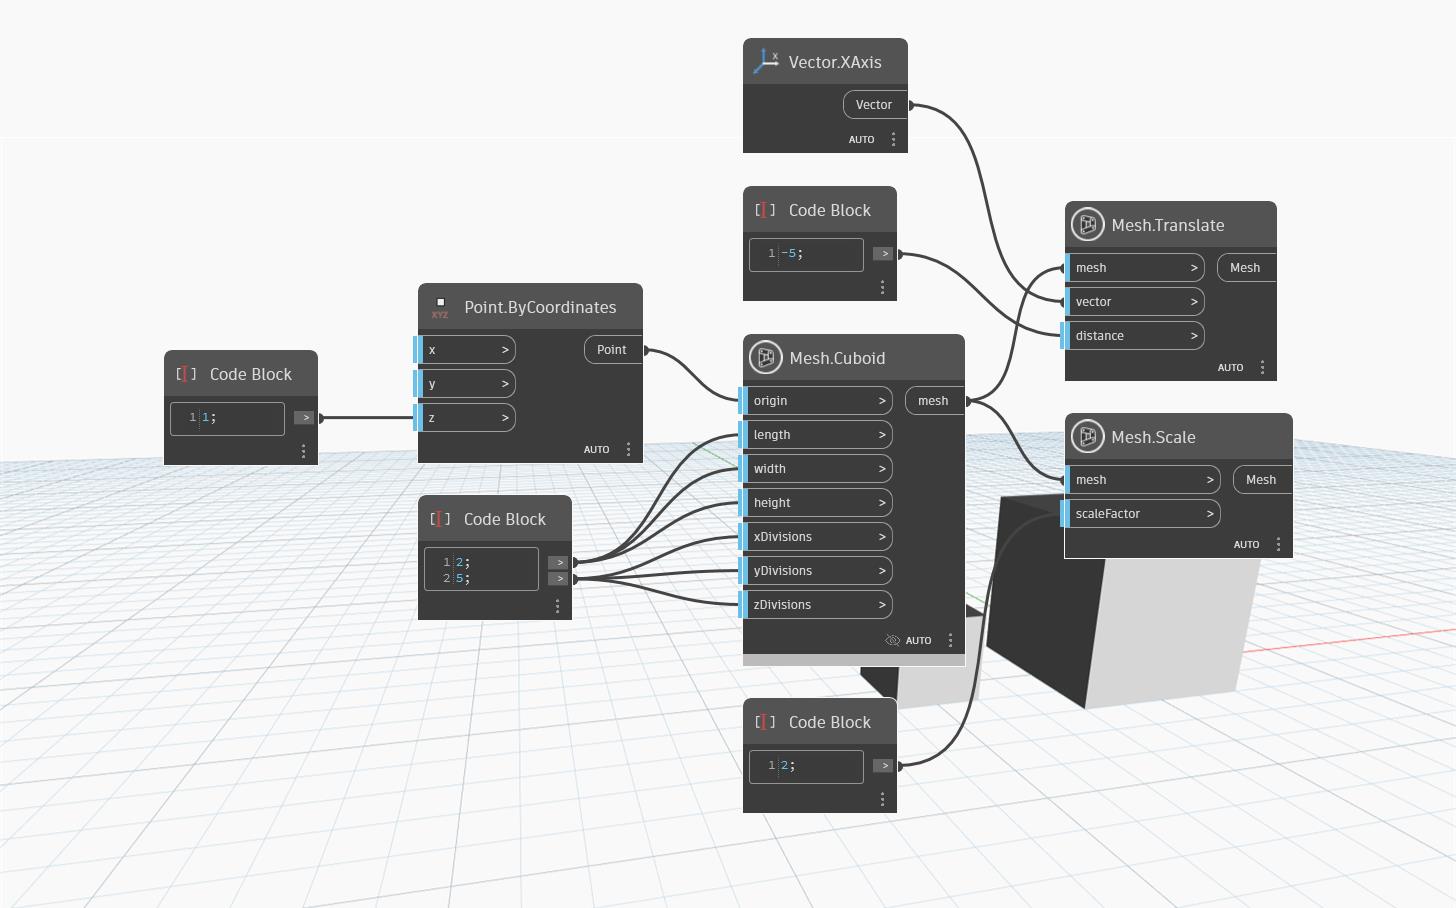 x
Vector.XAxis
Vector
AUTO
[I] Code Block
1 -5;
>
Mesh.Translate
mesh > Mesh
vector >
distance >
AUTO
XYZ
Point.ByCoordinates
x > Point
y >
z >
AUTO
[I] Code Block
1 1;
>
Mesh.Cuboid
origin > mesh
length >
width >
height >
xDivisions >
yDivisions >
zDivisions >
AUTO
Mesh.Scale
mesh > Mesh
scaleFactor >
AUTO
[I] Code Block
1 2; >
2 5; >
[I] Code Block
1 2;
>